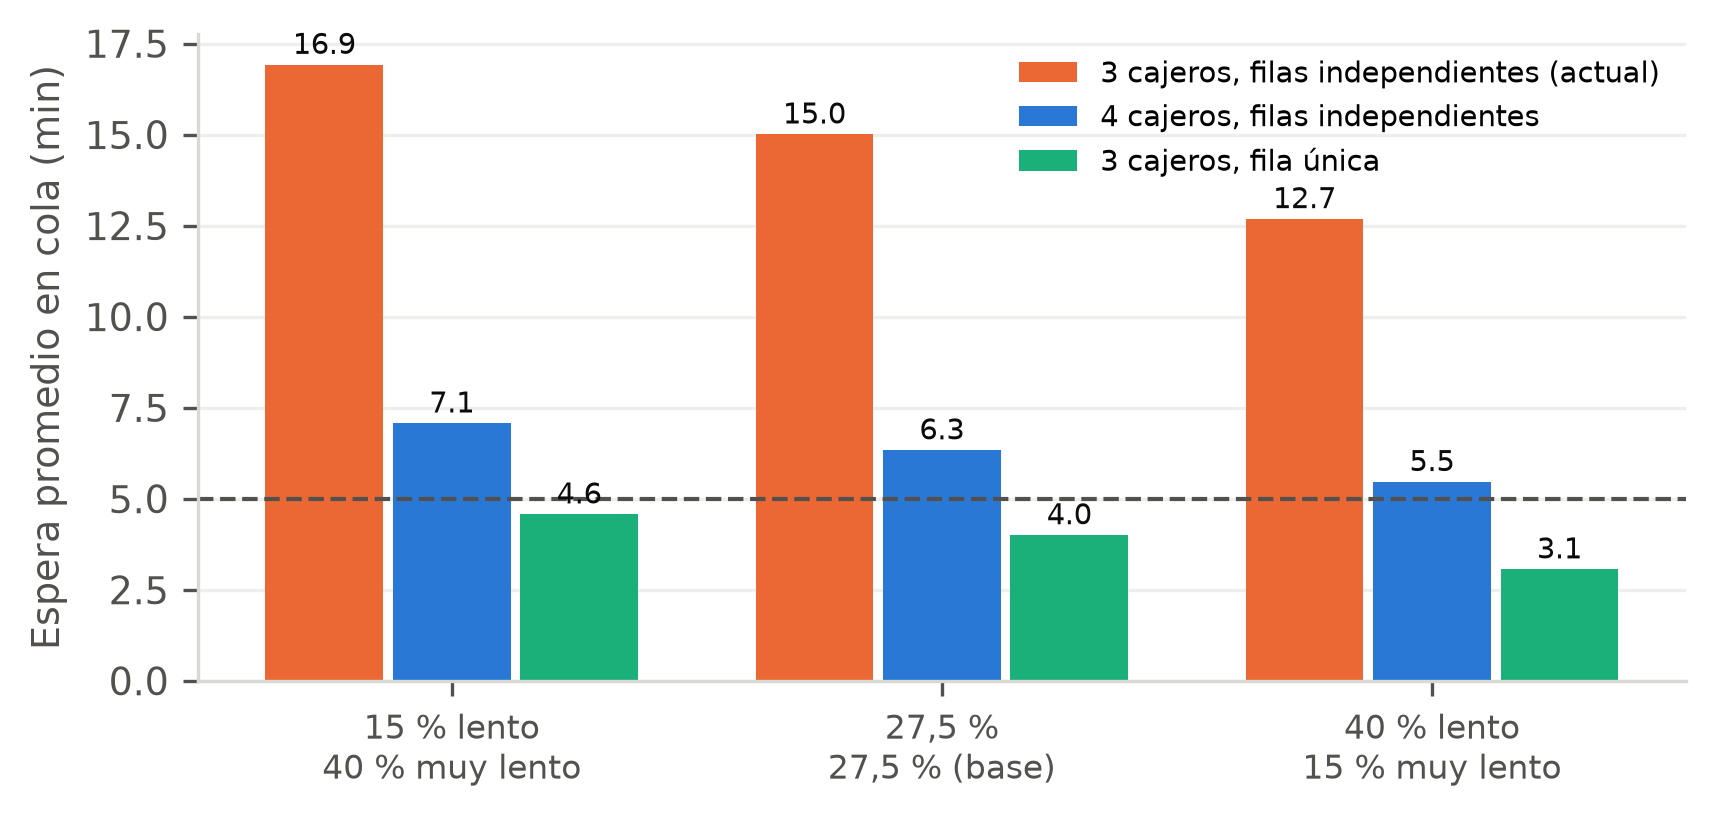 Espera promedio en cola (min)
17.5
15.0
12.5
10.0
7.5
5.0
2.5
0.0
3 cajeros, filas independientes (actual)
4 cajeros, filas independientes
3 cajeros, fila única
16.9
7.1
4.6
15.0
6.3
4.0
12.7
5.5
3.1
15 % lento
40 % muy lento
27,5 %
27,5 % (base)
40 % lento
15 % muy lento